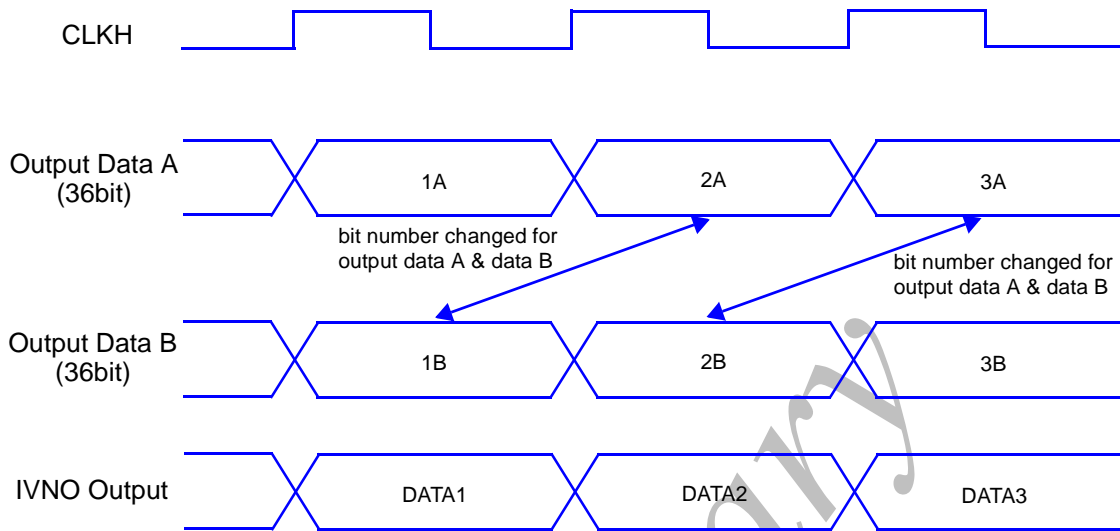 CLKH
Output Data A
(36bit)
1A
2A
3A
bit number changed for
output data A & data B
bit number changed for
output data A & data B
Output Data B
(36bit)
1B
2B
3B
IVNO Output
DATA1
DATA2
DATA3
ary